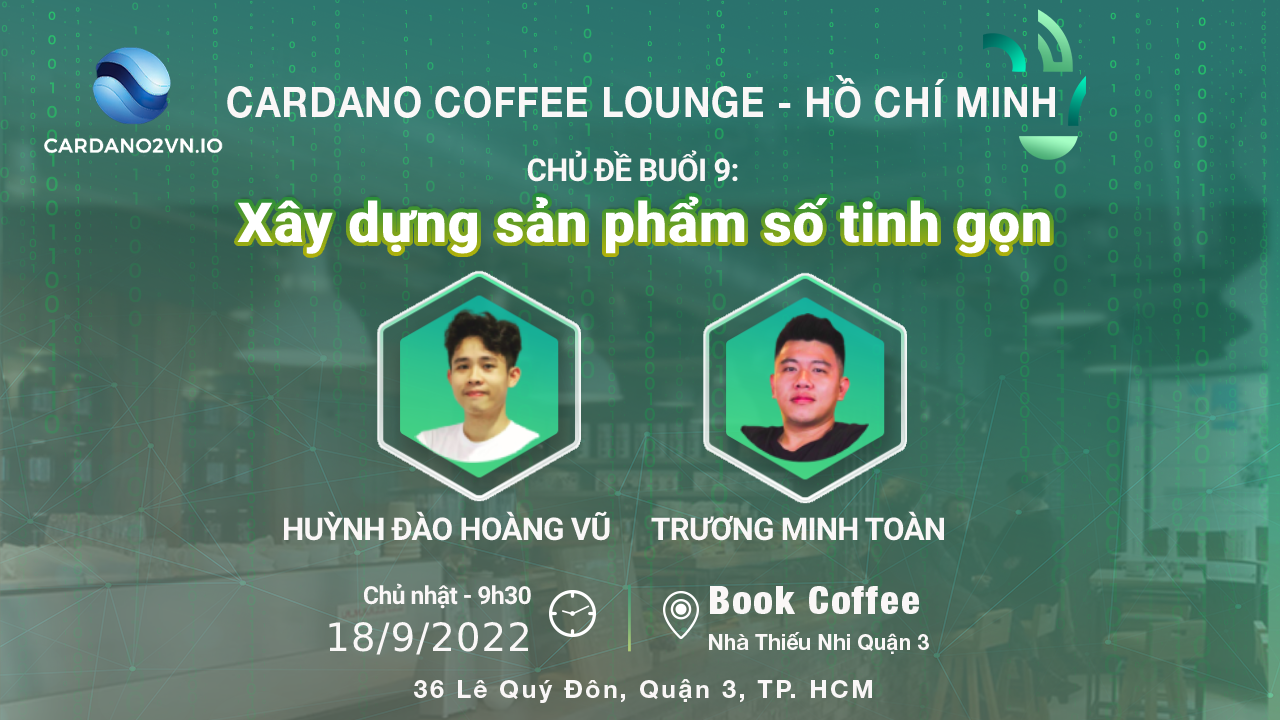 CARDANO2VN.IO
CARDANO COFFEE LOUNGE - HỒ CHÍ MINH
CHỦ ĐỀ BUỔI 9:
Xây dựng sản phẩm số tinh gọn
HUỲNH ĐÀO HOÀNG VŨ
TRƯƠNG MINH TOÀN
Chủ nhật - 9h30
18/9/2022
Book Coffee
Nhà Thiếu Nhi Quận 3
36 Lê Quý Đôn, Quận 3, TP. HCM